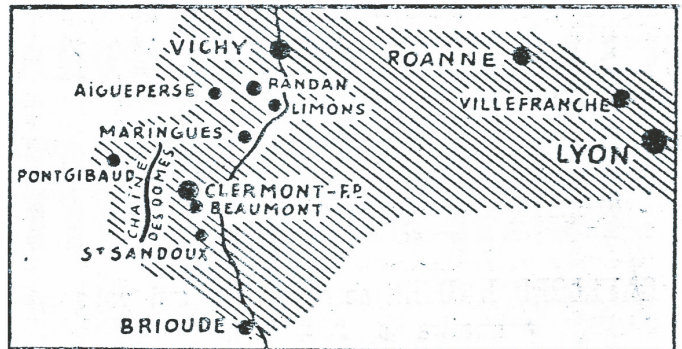 VICHY
ROANNE
AIGUEPERSE
RANDAN
LIMONS
VILLEFRANCHE
MARINGUES
LYON
PONTGIBAUD
CHAINE
DES DOMES
CLERMONT-FD
BEAUMONT
ST SANDOUX
BRIOUDE